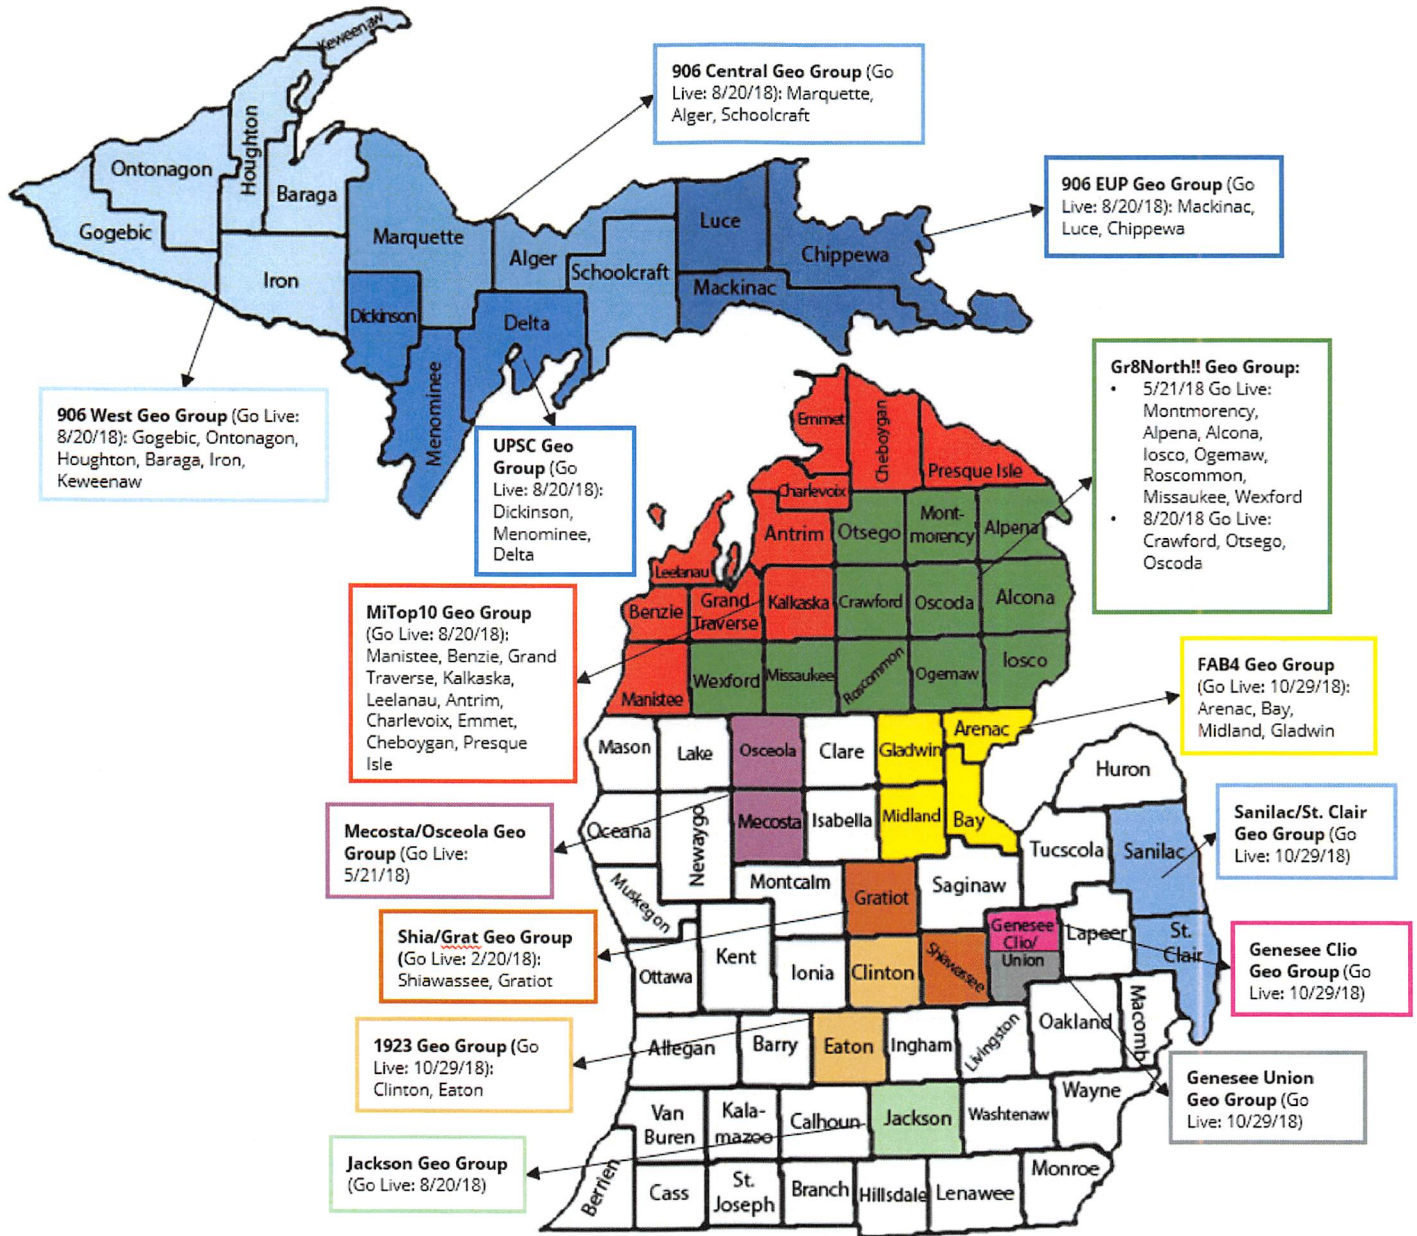 Keweenaw
906 Central Geo Group (Go
Live: 8/20/18): Marquette,
Alger, Schoolcraft
Houghton
Ontonagon
Baraga
Gogebic
Iron
Marquette
Alger
Schoolcraft
Luce
Chippewa
Mackinac
Dickinson
Delta
Menominee
906 EUP Geo Group (Go
Live: 8/20/18): Mackinac,
Luce, Chippewa
906 West Geo Group (Go Live:
8/20/18): Gogebic, Ontonagon,
Houghton, Baraga, Iron,
Keweenaw
UPSC Geo
Group (Go
Live: 8/20/18):
Dickinson,
Menominee,
Delta
Gr8North!! Geo Group:
• 5/21/18 Go Live:
Montmorency,
Alpena, Alcona,
Iosco, Ogemaw,
Roscommon,
Missaukee, Wexford
• 8/20/18 Go Live:
Crawford, Otsego,
Oscoda
Emmet
Cheboygan
Presque Isle
Charlevoix
Antrim
Otsego
Mont-
morency
Alpena
Leelanau
Benzie
Grand
Traverse
Kalkaska
Crawford
Oscoda
Alcona
Manistee
Wexford
Missaukee
Roscommon
Ogemaw
Iosco
MiTop10 Geo Group
(Go Live: 8/20/18):
Manistee, Benzie, Grand
Traverse, Kalkaska,
Leelanau, Antrim,
Charlevoix, Emmet,
Cheboygan, Presque
Isle
FAB4 Geo Group
(Go Live: 10/29/18):
Arenac, Bay,
Midland, Gladwin
Mason
Lake
Osceola
Clare
Gladwin
Arenac
Huron
Oceana
Newaygo
Mecosta
Isabella
Midland
Bay
Tucscola
Sanilac
Mecosta/Osceola Geo
Group (Go Live:
5/21/18)
Sanilac/St. Clair
Geo Group (Go
Live: 10/29/18)
Muskegon
Montcalm
Gratiot
Saginaw
Genesee
Clio/
Union
Lapeer
St.
Clair
Shia/Grat Geo Group
(Go Live: 2/20/18):
Shiawassee, Gratiot
Genesee Clio
Geo Group (Go
Live: 10/29/18)
Ottawa
Kent
Ionia
Clinton
Shiawassee
1923 Geo Group (Go
Live: 10/29/18):
Clinton, Eaton
Allegan
Barry
Eaton
Ingham
Livingston
Oakland
Macomb
Genesee Union
Geo Group (Go
Live: 10/29/18)
Van
Buren
Kala-
mazoo
Calhoun
Jackson
Washtenaw
Wayne
Jackson Geo Group
(Go Live: 8/20/18)
Berrien
Cass
St.
Joseph
Branch
Hillsdale
Lenawee
Monroe